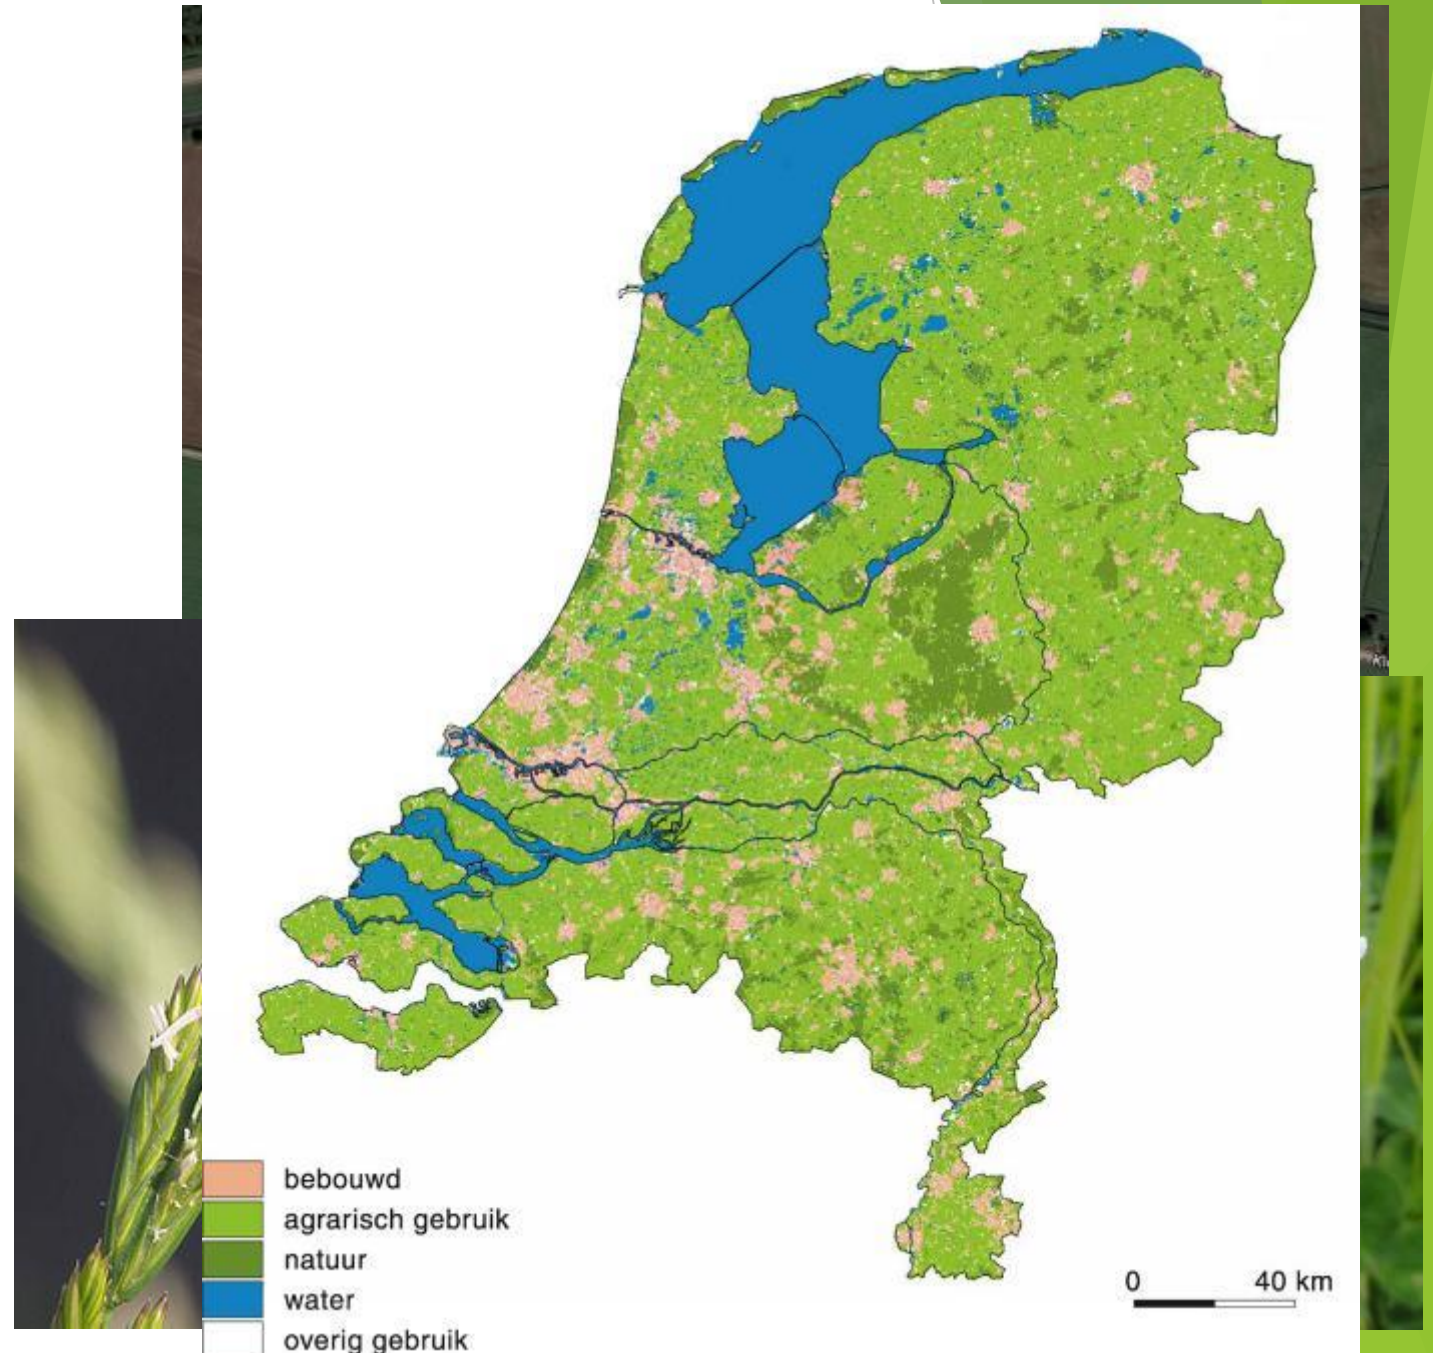 bebouwd
agrarisch gebruik
natuur
water
overig gebruik
0 40 km